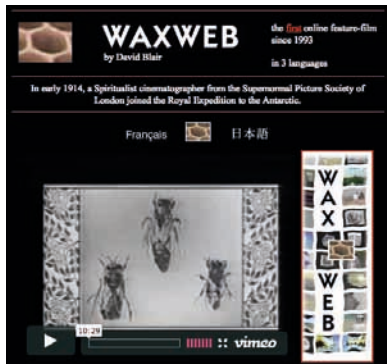 WAXWEB
by David Blair
the first online feature-film
since 1993
in 3 languages
In early 1914, a Spiritualist cinematographer from the Supernormal Picture Society of
London joined the Royal Expedition to the Antarctic.
Français 日本語
WAX
WEB
10:29
vimeo